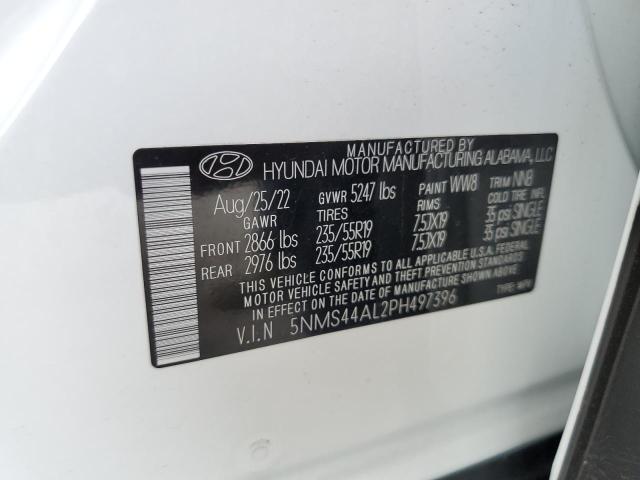 MANUFACTURED BY
HYUNDAI MOTOR MANUFACTURING ALABAMA, LLC
Aug/25/22 GVWR 5247 lbs PAINT WW8 TRIM NNB
GAWR TIRES RIMS COLD TIRE INFL
FRONT 2866 lbs 235/55R19 7.5JX19 35 psi SINGLE
REAR 2976 lbs 235/55R19 7.5JX19 35 psi SINGLE
THIS VEHICLE CONFORMS TO ALL APPLICABLE U.S.A. FEDERAL
MOTOR VEHICLE SAFETY AND THEFT PREVENTION STANDARDS IN
EFFECT ON THE DATE OF MANUFACTURE SHOWN ABOVE.
V.I.N 5NMS44AL2PH497396 TYPE: MPV